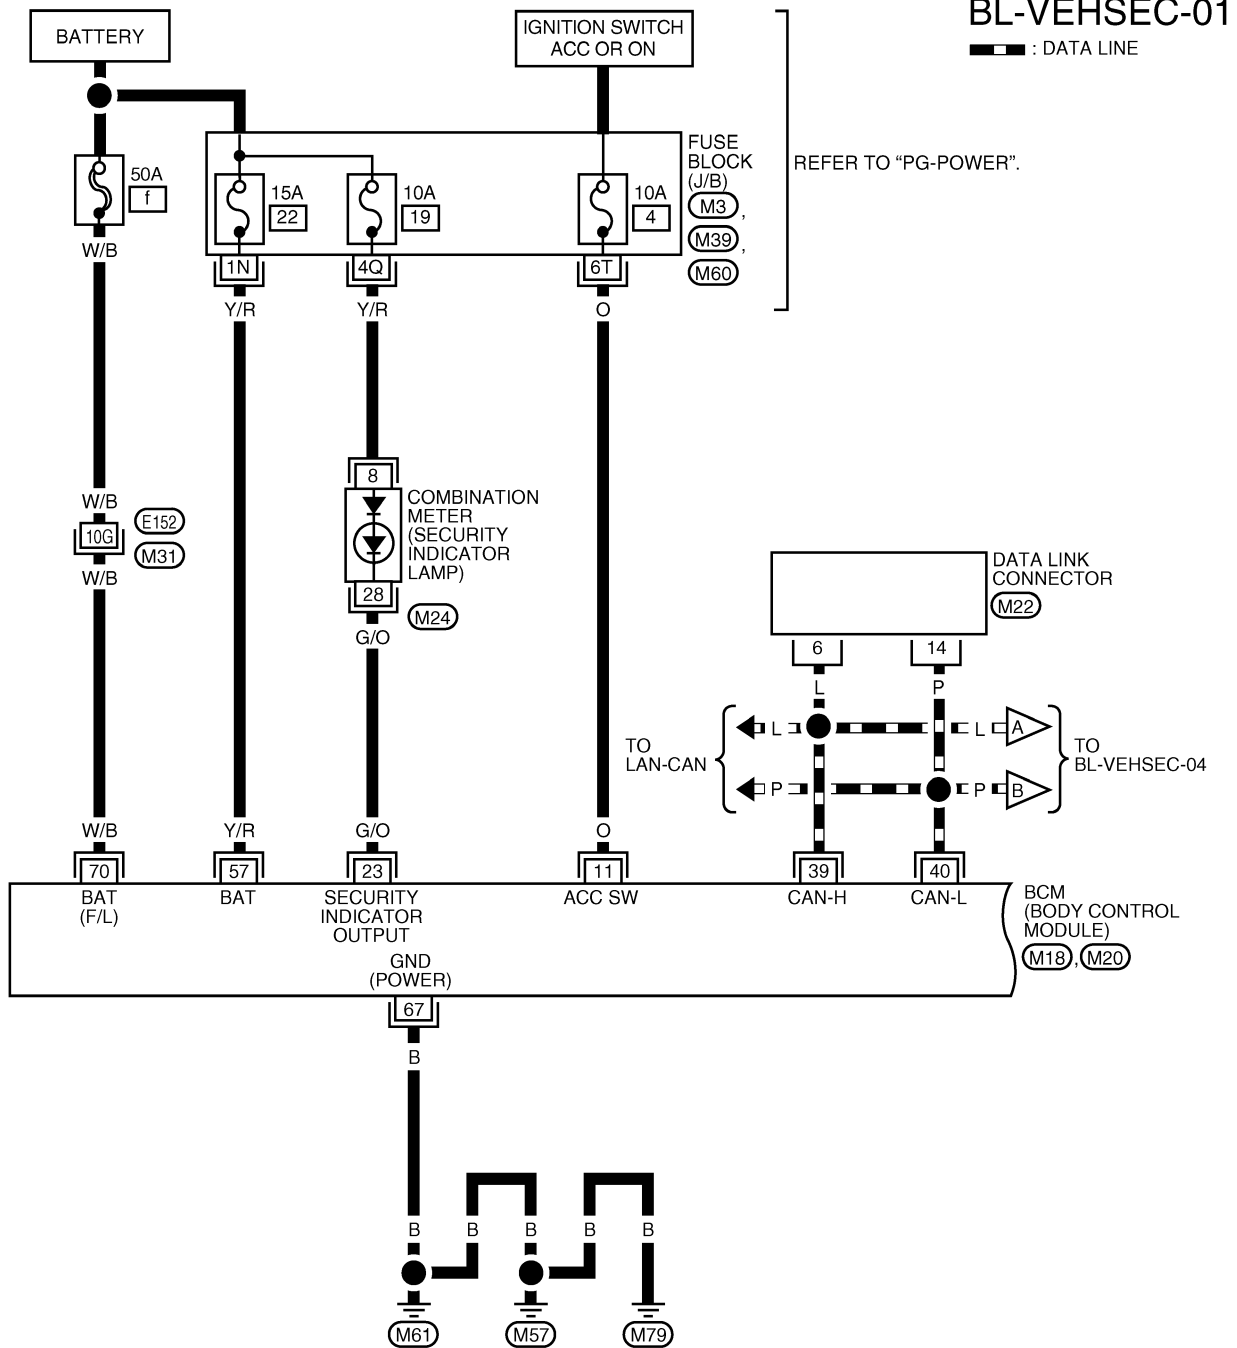 BL-VEHSEC-01
: DATA LINE
BATTERY
IGNITION SWITCH
ACC OR ON
REFER TO “PG-POWER”.
FUSE
BLOCK
(J/B)
M3 ,
M39 ,
M60
50A
f
15A
22
10A
19
10A
4
W/B
1N
4Q
6T
Y/R
Y/R
O
W/B
10G
E152
M31
W/B
8
COMBINATION
METER
(SECURITY
INDICATOR
LAMP)
28
M24
G/O
DATA LINK
CONNECTOR
M22
6
14
L
P
TO
LAN-CAN
L
L
A
P
P
B
TO
BL-VEHSEC-04
W/B
Y/R
G/O
O
70
57
23
11
39
40
BAT
(F/L)
BAT
SECURITY
INDICATOR
OUTPUT
ACC SW
CAN-H
CAN-L
BCM
(BODY CONTROL
MODULE)
M18 , M20
GND
(POWER)
67
B
B
B
B
B
B
M61
M57
M79